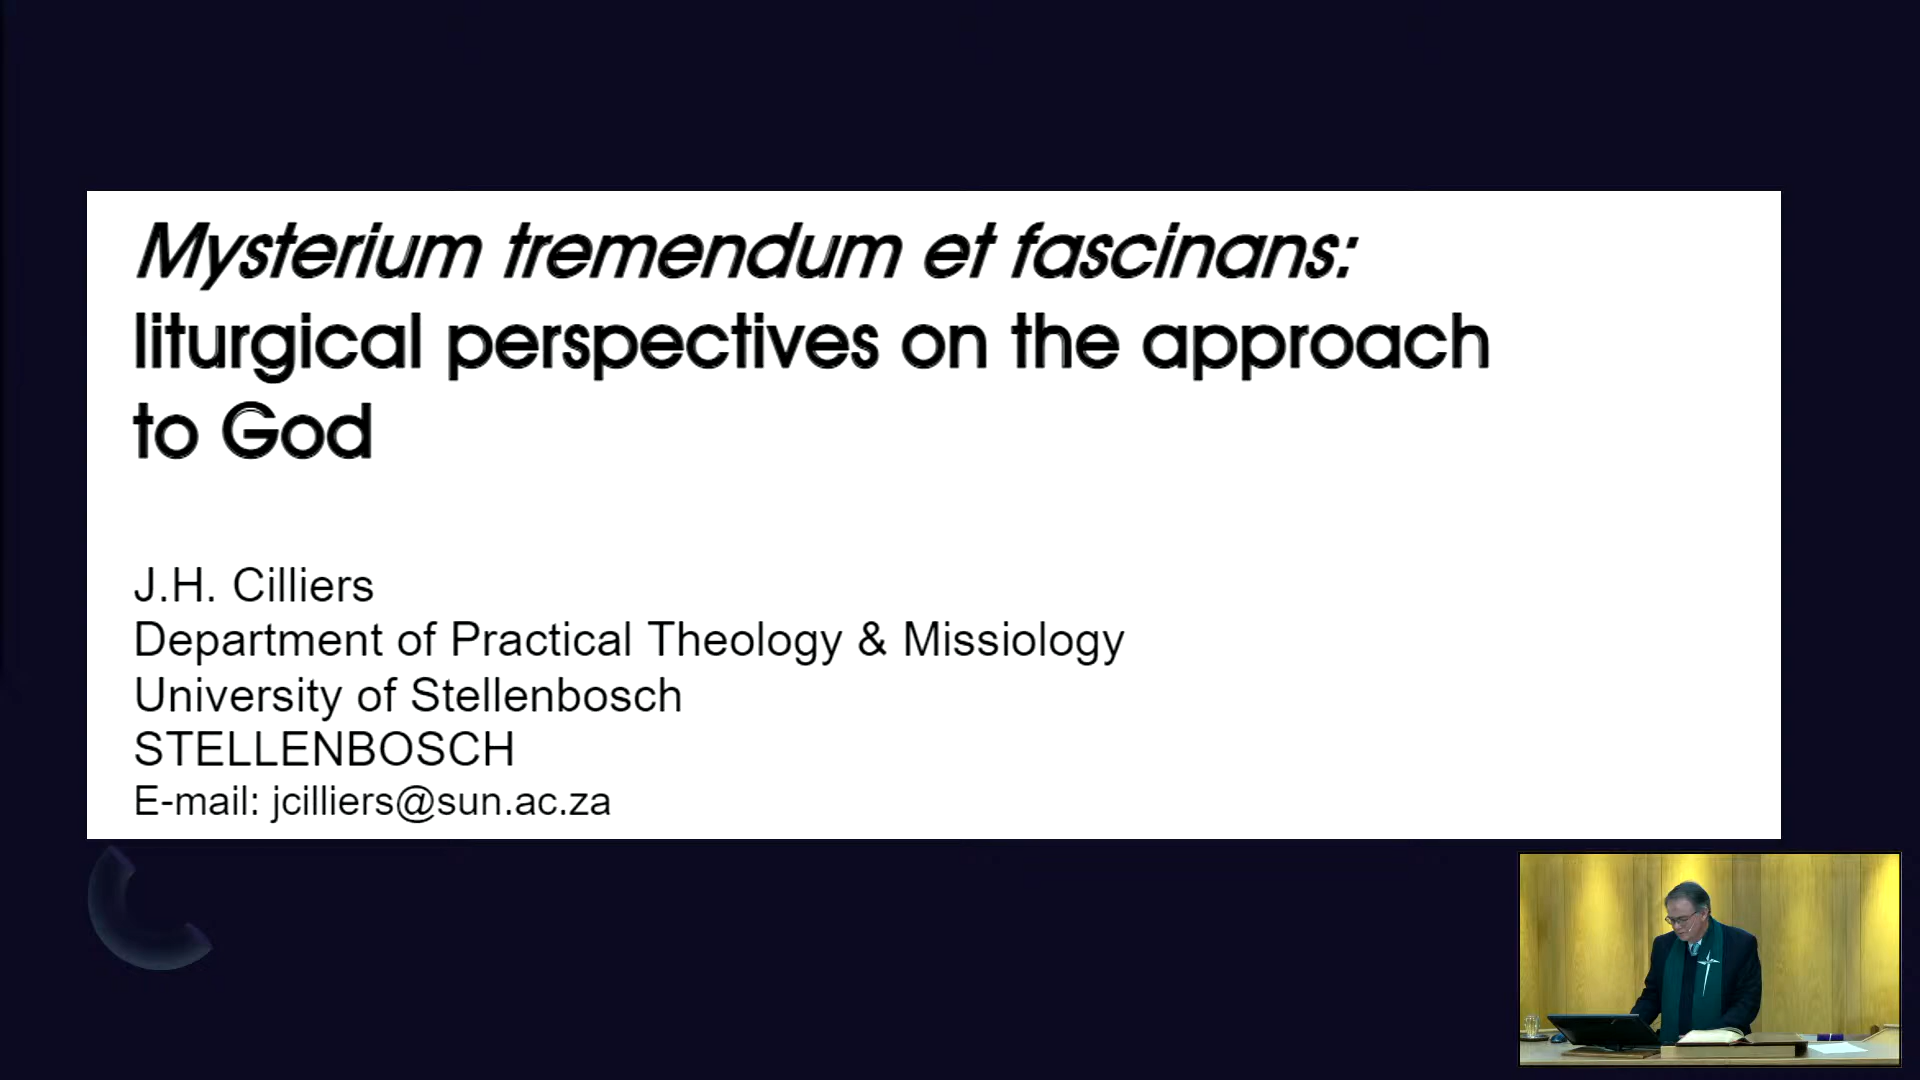 Mysterium tremendum et fascinans:
liturgical perspectives on the approach
to God
J.H. Cilliers
Department of Practical Theology & Missiology
University of Stellenbosch
STELLENBOSCH
E-mail: jcilliers@sun.ac.za